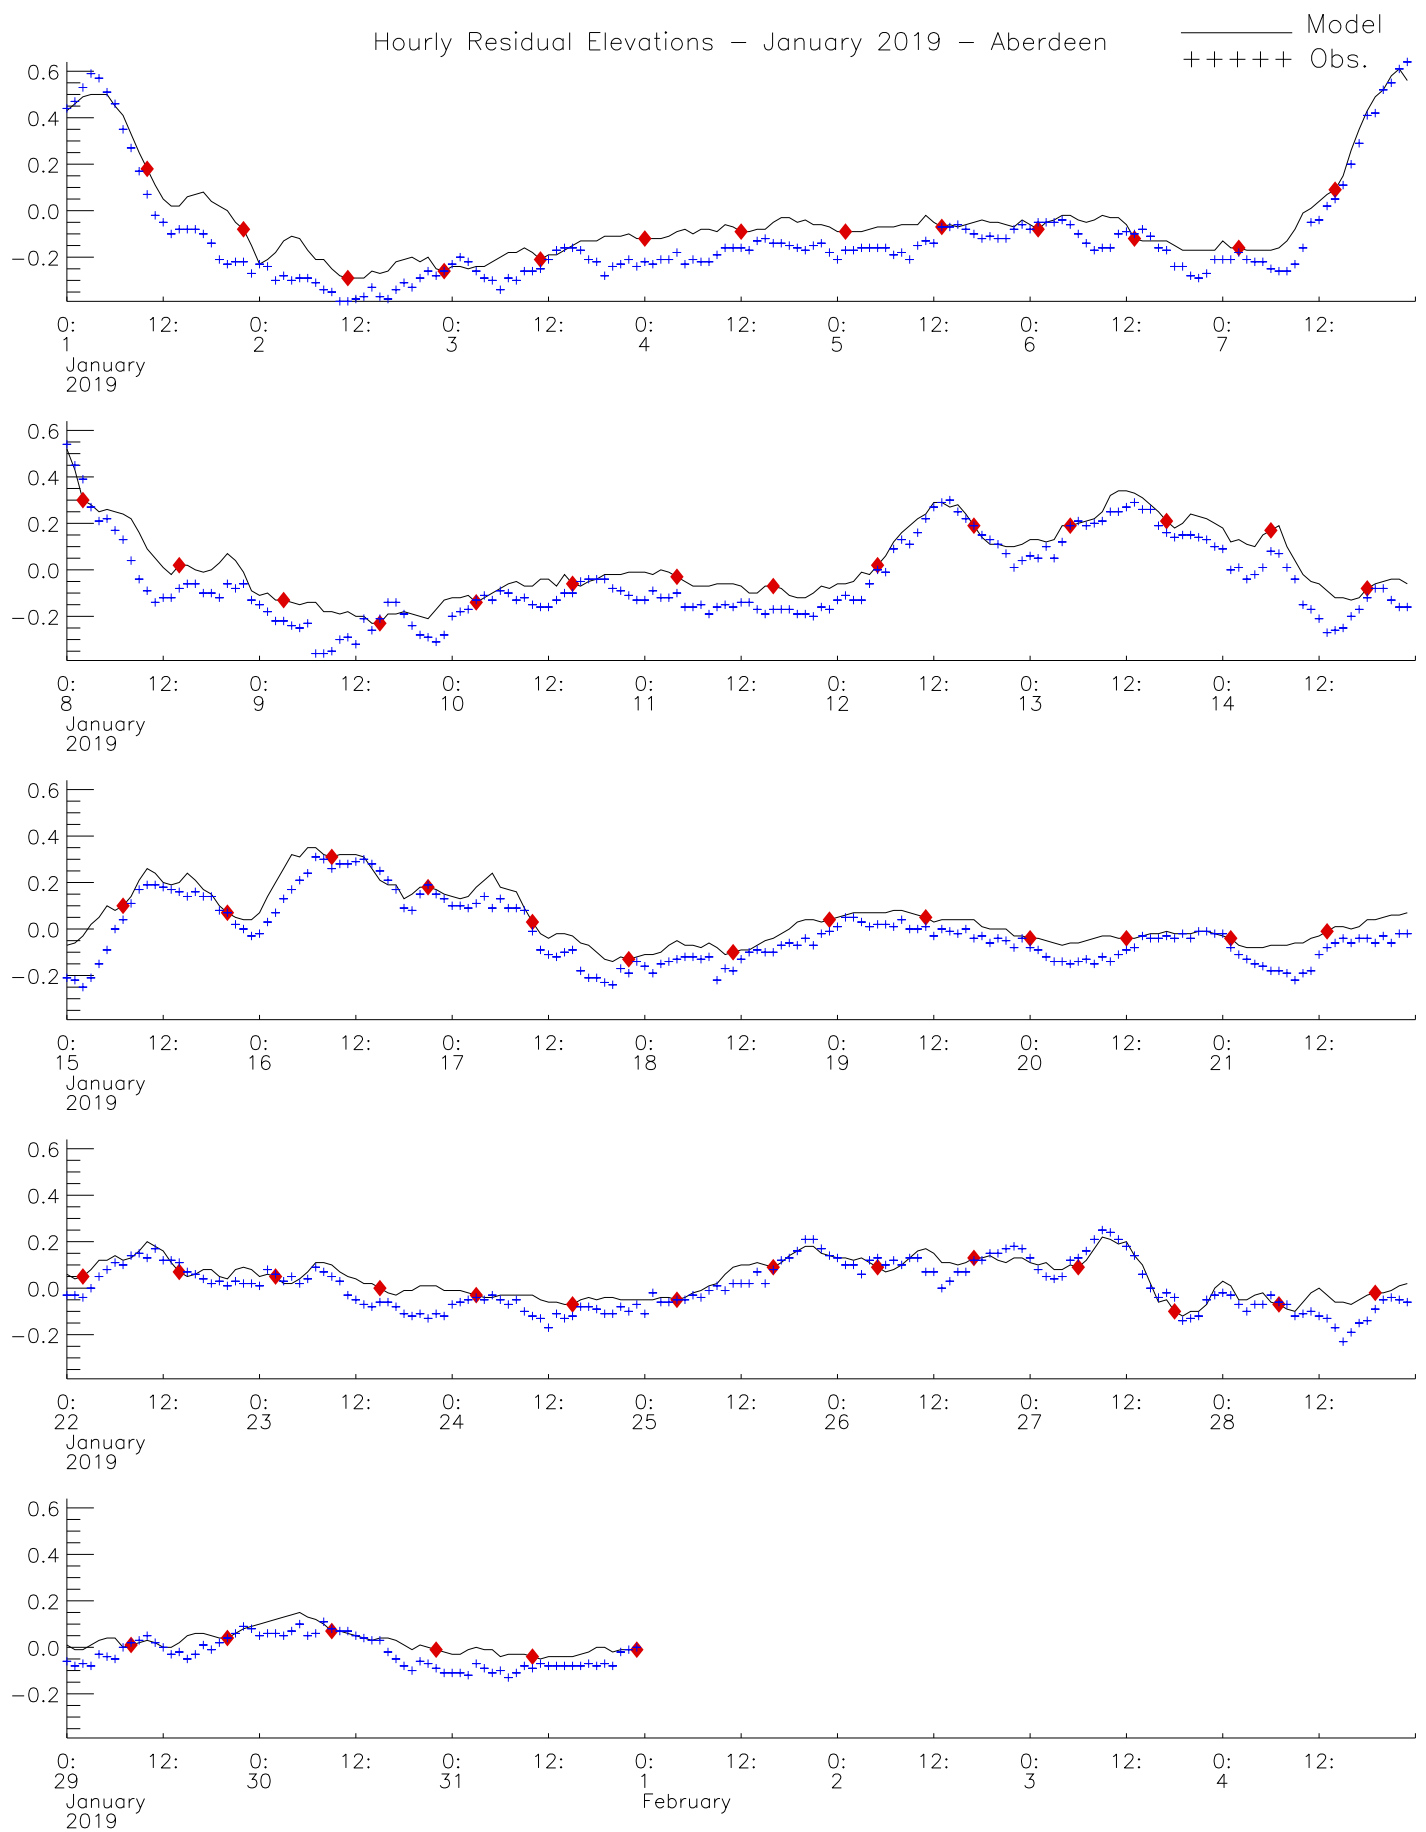 Hourly Residual Elevations – January 2019 – Aberdeen
Model
+++++ Obs.
0.6
0.4
0.2
0.0
−0.2
0: 12: 0: 12: 0: 12: 0: 12: 0: 12: 0: 12: 0: 12:
1 2 3 4 5 6 7
January
2019
0.6
0.4
0.2
0.0
−0.2
0: 12: 0: 12: 0: 12: 0: 12: 0: 12: 0: 12: 0: 12:
8 9 10 11 12 13 14
January
2019
0.6
0.4
0.2
0.0
−0.2
0: 12: 0: 12: 0: 12: 0: 12: 0: 12: 0: 12: 0: 12:
15 16 17 18 19 20 21
January
2019
0.6
0.4
0.2
0.0
−0.2
0: 12: 0: 12: 0: 12: 0: 12: 0: 12: 0: 12: 0: 12:
22 23 24 25 26 27 28
January
2019
0.6
0.4
0.2
0.0
−0.2
0: 12: 0: 12: 0: 12: 0: 12: 0: 12: 0: 12: 0: 12:
29 30 31 1 2 3 4
January February
2019